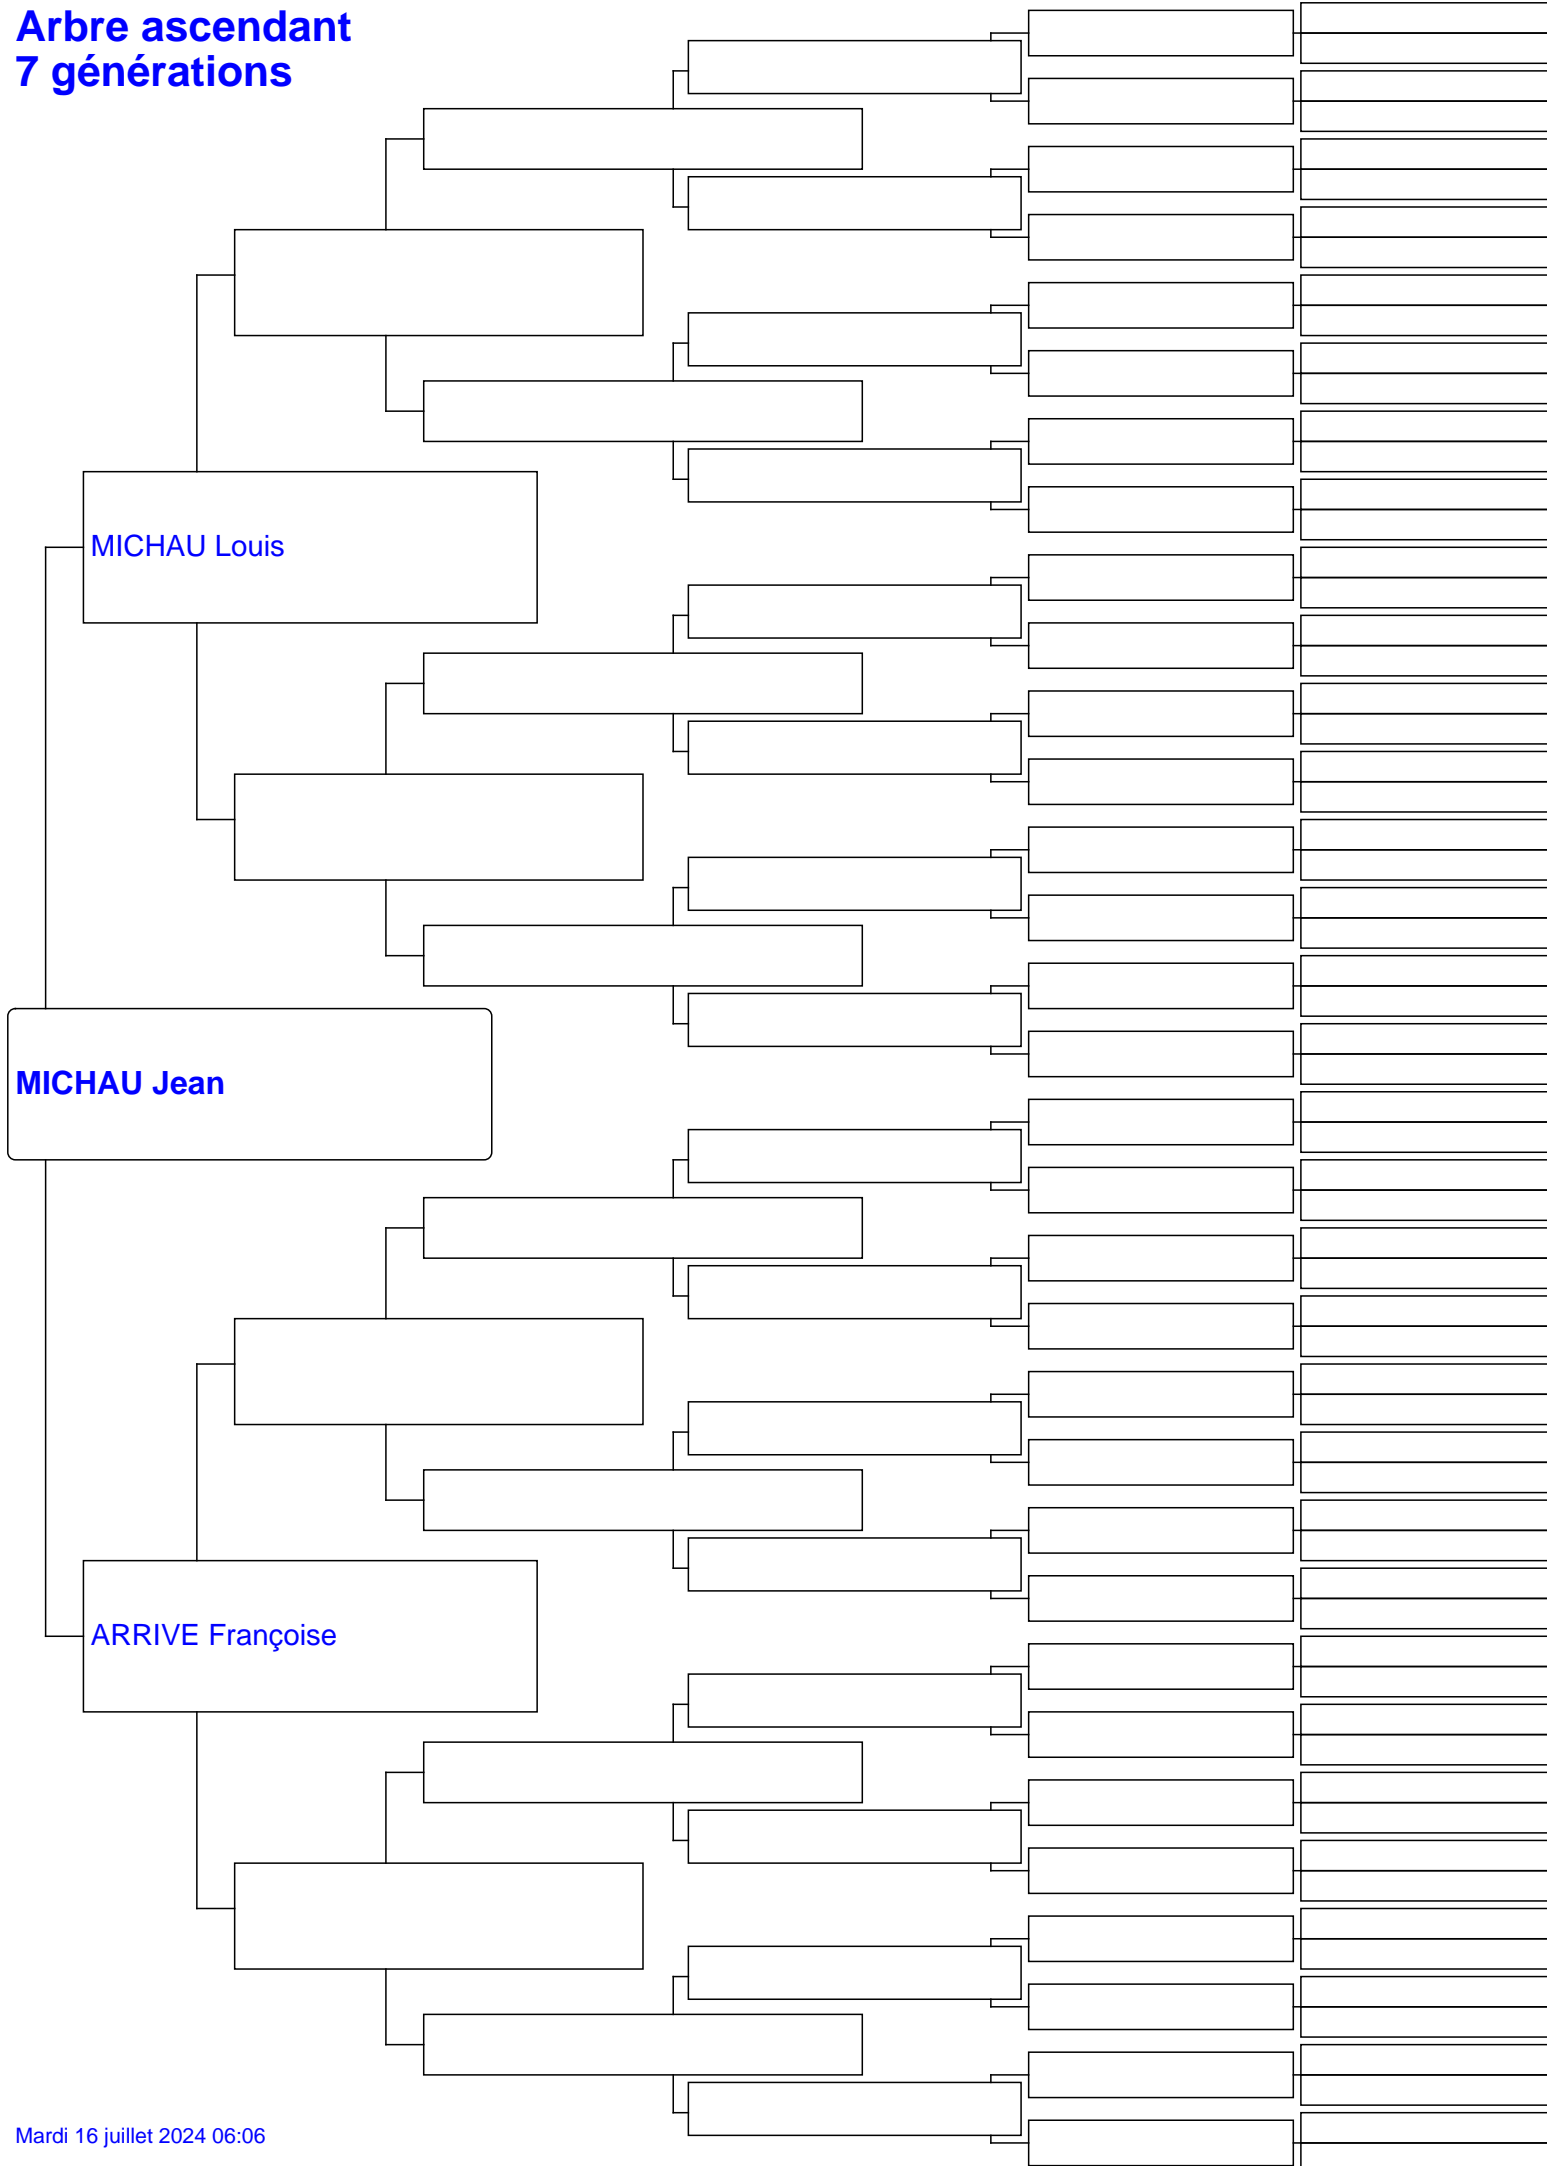 Arbre ascendant
7 générations
MICHAU Louis
MICHAU Jean
ARRIVE Françoise
Mardi 16 juillet 2024 06:06